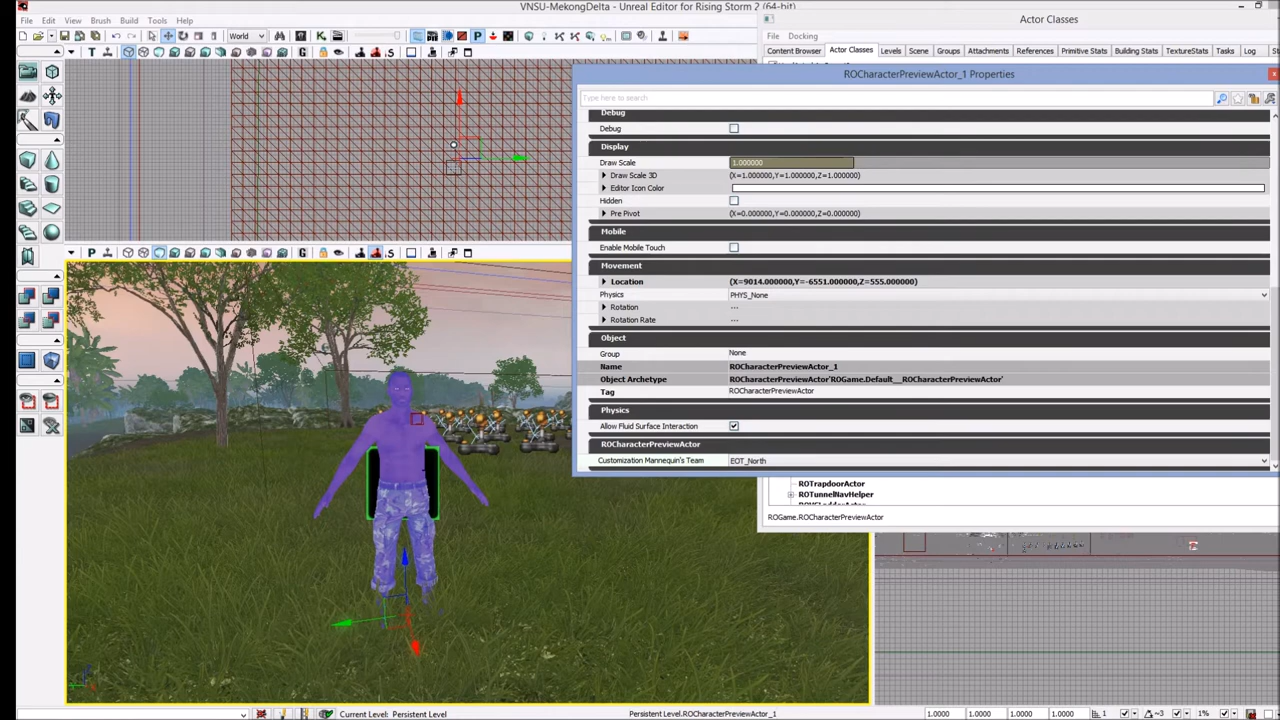 VNSU-MekongDelta - Unreal Editor for Rising Storm 2 (64-bit)
Actor Classes
File Edit View Brush Build Tools Help
File Docking
World
Content Browser Actor Classes Levels Scene Groups Attachments References Primitive Stats Building Stats TextureStats Tasks Log
ROCharacterPreviewActor_1 Properties
Type here to search
Debug
Debug
Display
Draw Scale 1.000000
Draw Scale 3D (X=1.000000,Y=1.000000,Z=1.000000)
Editor Icon Color
Hidden
Pre Pivot (X=0.000000,Y=0.000000,Z=0.000000)
Mobile
Enable Mobile Touch
Movement
Location (X=9014.000000,Y=-6551.000000,Z=555.000000)
Physics PHYS_None
Rotation ...
Rotation Rate ...
Object
Group None
Name ROCharacterPreviewActor_1
Object Archetype ROCharacterPreviewActor'ROGame.Default__ROCharacterPreviewActor'
Tag ROCharacterPreviewActor
Physics
Allow Fluid Surface Interaction
ROCharacterPreviewActor
Customization Mannequin's Team EOT_North
ROTrapdoorActor
ROTunnelNavHelper
ROGame.ROCharacterPreviewActor
Current Level: Persistent Level Persistent Level.ROCharacterPreviewActor_1 1.0000 1.0000 1.0000 1.0000 1 ~3 1%